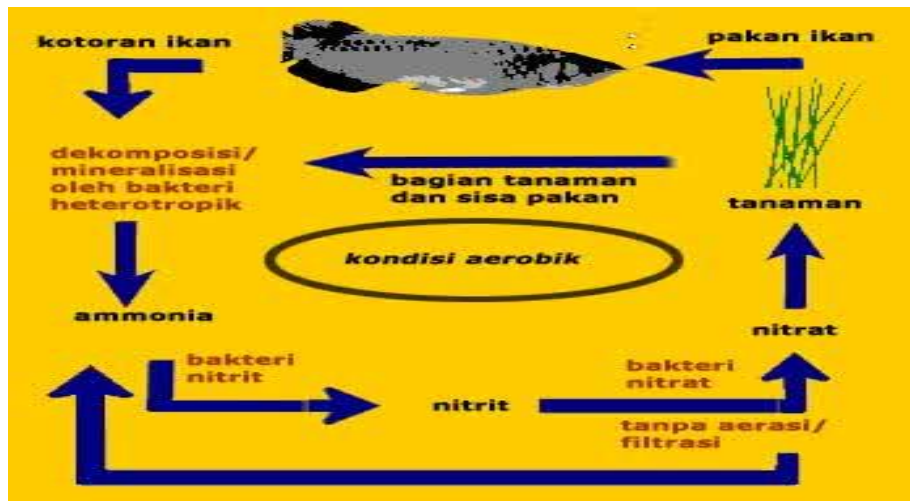 kotoran ikan
pakan ikan
dekomposisi/
mineralisasi
oleh bakteri
heterotropik
bagian tanaman
dan sisa pakan
tanaman
kondisi aerobik
ammonia
nitrat
bakteri
nitrit
nitrit
bakteri
nitrat
tanpa aerasi/
filtrasi